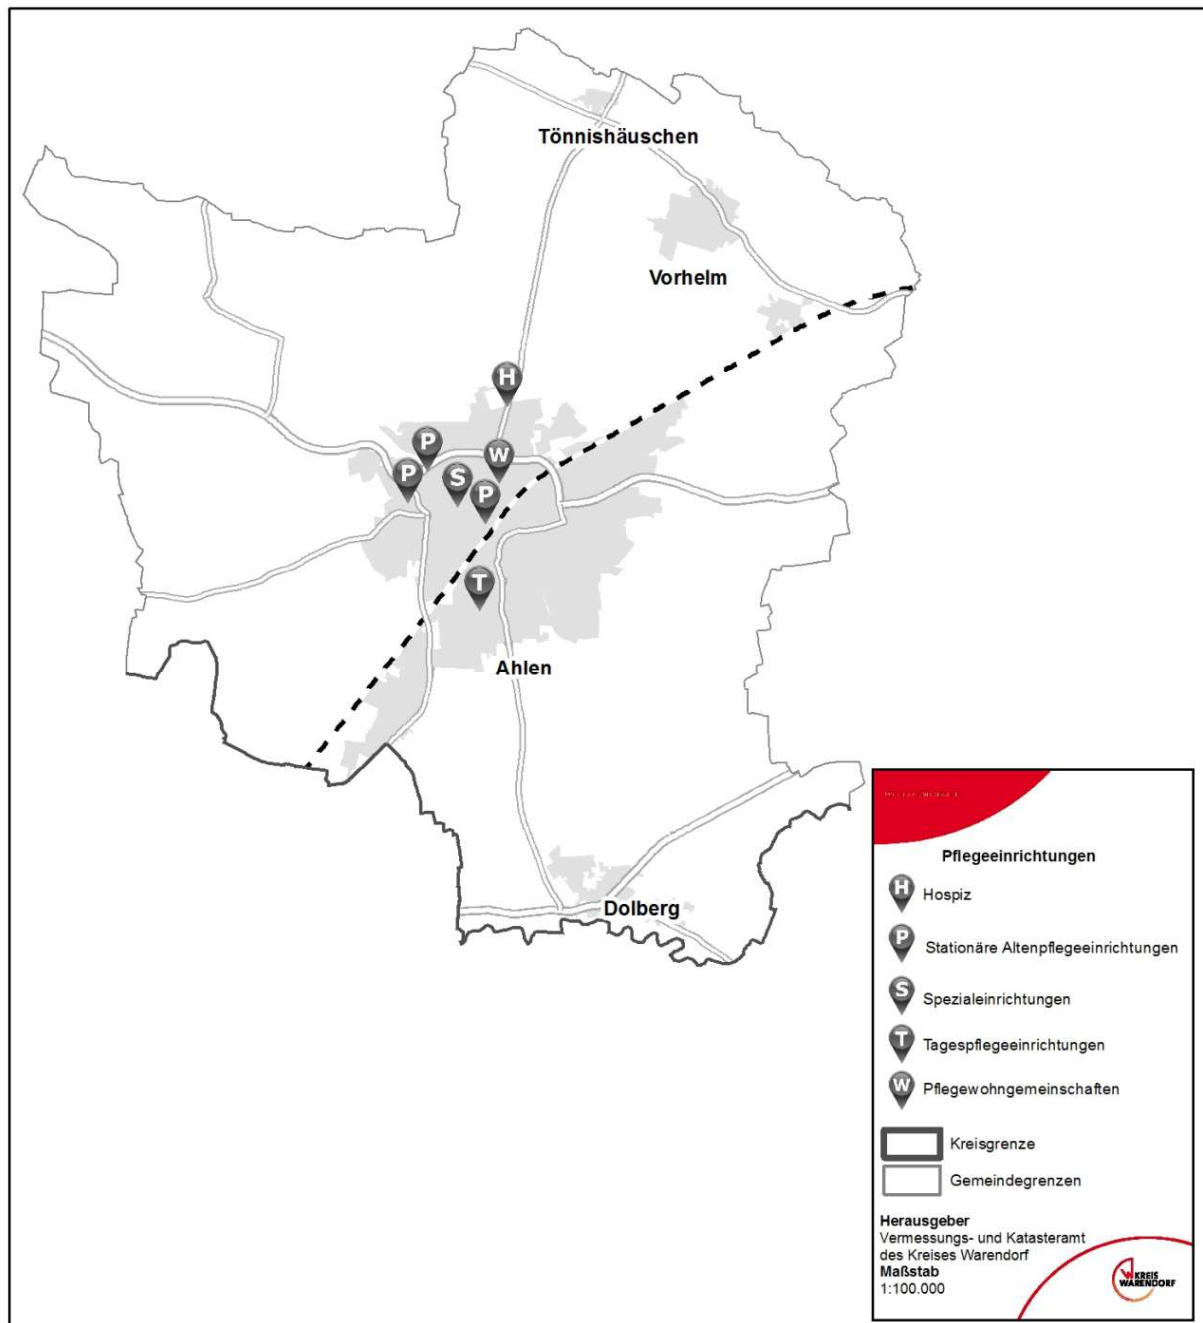 Tönnishäuschen
Vorhelm
H
P
W
P
S
P
T
Ahlen
Dolberg
Pflegeeinrichtungen
H Hospiz
P Stationäre Altenpflegeeinrichtungen
S Spezialeinrichtungen
T Tagespflegeeinrichtungen
W Pflegewohngemeinschaften
Kreisgrenze
Gemeindegrenzen
Herausgeber
Vermessungs- und Katasteramt
des Kreises Warendorf
Maßstab
1:100.000
KREIS
WARENDORF